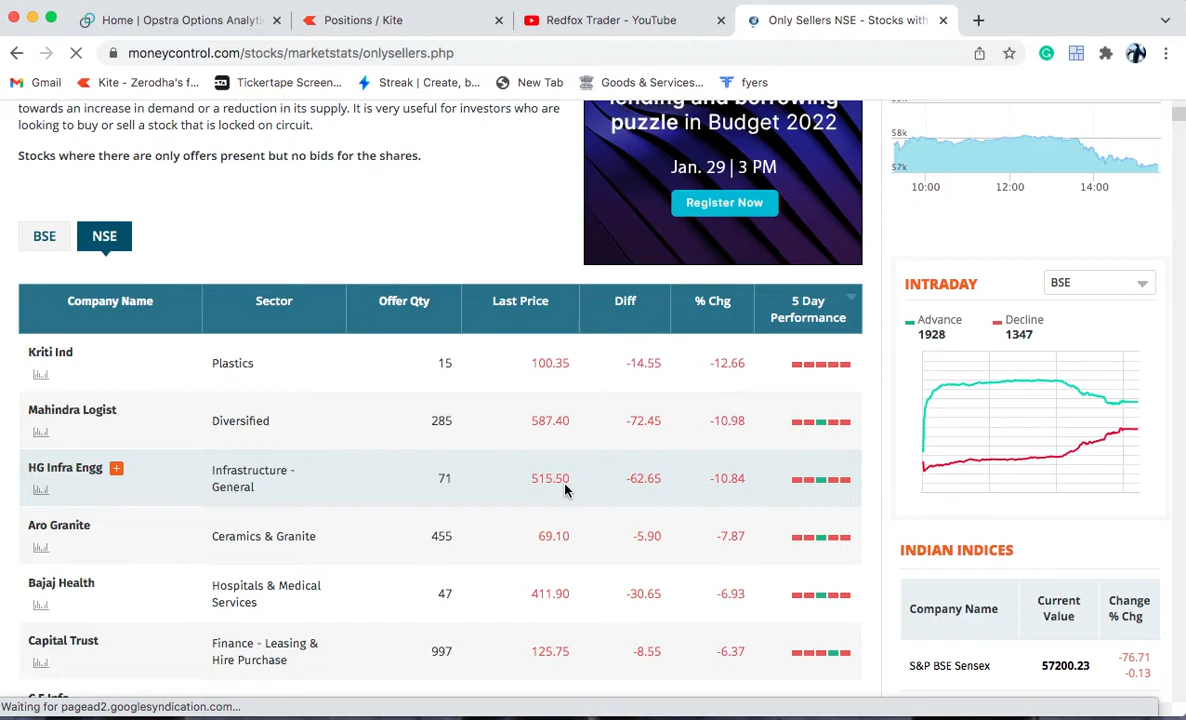 Home | Opstra Options Analyti
Positions / Kite
Redfox Trader - YouTube
Only Sellers NSE - Stocks with
moneycontrol.com/stocks/marketstats/onlysellers.php
Gmail
Kite - Zerodha's f...
Tickertape Screen...
Streak | Create, b...
New Tab
Goods & Services...
fyers
towards an increase in demand or a reduction in its supply. It is very useful for investors who are
looking to buy or sell a stock that is locked on circuit.
Stocks where there are only offers present but no bids for the shares.
lending and borrowing
puzzle in Budget 2022
Jan. 29 | 3 PM
Register Now
58k
57k
10:00 12:00 14:00
BSE NSE
Company Name Sector Offer Qty Last Price Diff % Chg 5 Day Performance
Kriti Ind Plastics 15 100.35 -14.55 -12.66
Mahindra Logist Diversified 285 587.40 -72.45 -10.98
HG Infra Engg + Infrastructure - General 71 515.50 -62.65 -10.84
Aro Granite Ceramics & Granite 455 69.10 -5.90 -7.87
Bajaj Health Hospitals & Medical Services 47 411.90 -30.65 -6.93
Capital Trust Finance - Leasing & Hire Purchase 997 125.75 -8.55 -6.37
INTRADAY BSE
Advance 1928
Decline 1347
INDIAN INDICES
Company Name Current Value Change % Chg
S&P BSE Sensex 57200.23 -76.71 -0.13
Waiting for pagead2.googlesyndication.com...